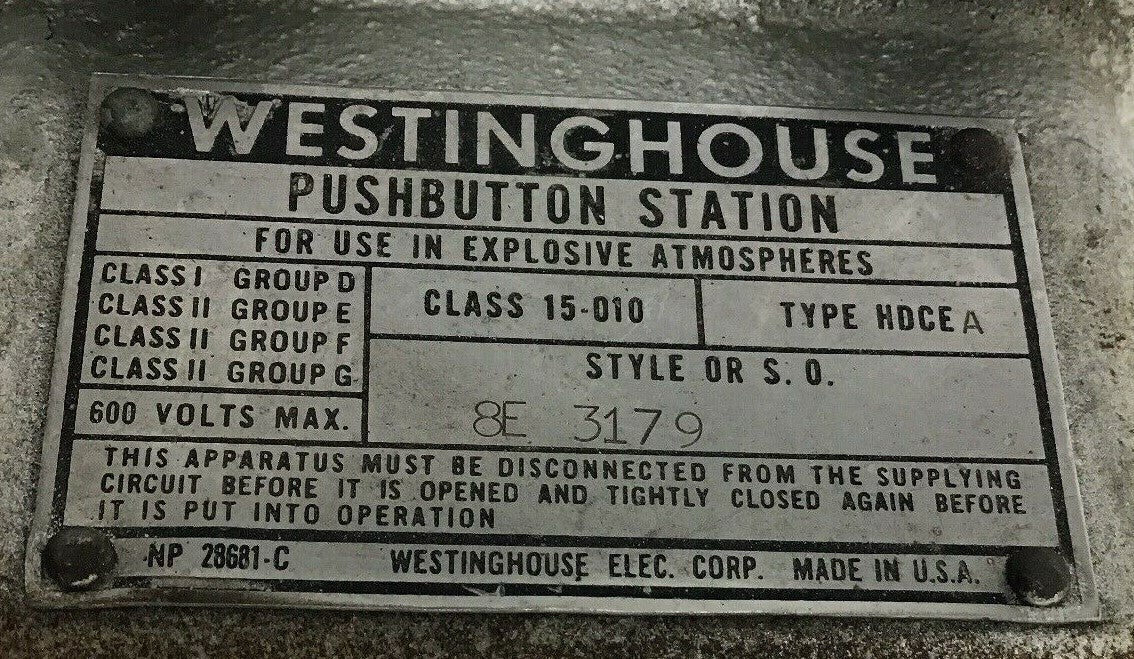 WESTINGHOUSE
PUSHBUTTON STATION
FOR USE IN EXPLOSIVE ATMOSPHERES
CLASS I GROUP D
CLASS II GROUP E
CLASS II GROUP F
CLASS II GROUP G
600 VOLTS MAX.
CLASS 15-010
TYPE HDCE A
STYLE OR S. O.
8E 3179
THIS APPARATUS MUST BE DISCONNECTED FROM THE SUPPLYING
CIRCUIT BEFORE IT IS OPENED AND TIGHTLY CLOSED AGAIN BEFORE
IT IS PUT INTO OPERATION
NP 28681-C WESTINGHOUSE ELEC. CORP. MADE IN U.S.A.